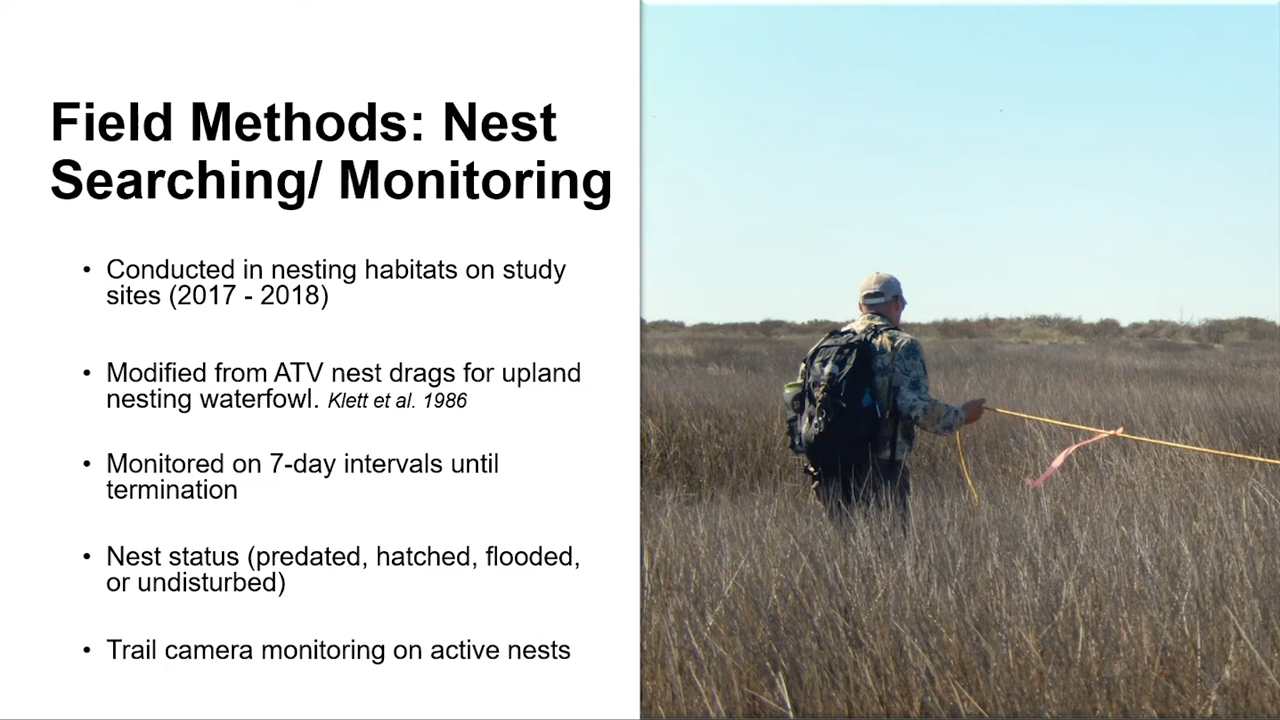 Field Methods: Nest
Searching/ Monitoring
• Conducted in nesting habitats on study
sites (2017 - 2018)
• Modified from ATV nest drags for upland
nesting waterfowl. Klett et al. 1986
• Monitored on 7-day intervals until
termination
• Nest status (predated, hatched, flooded,
or undisturbed)
• Trail camera monitoring on active nests